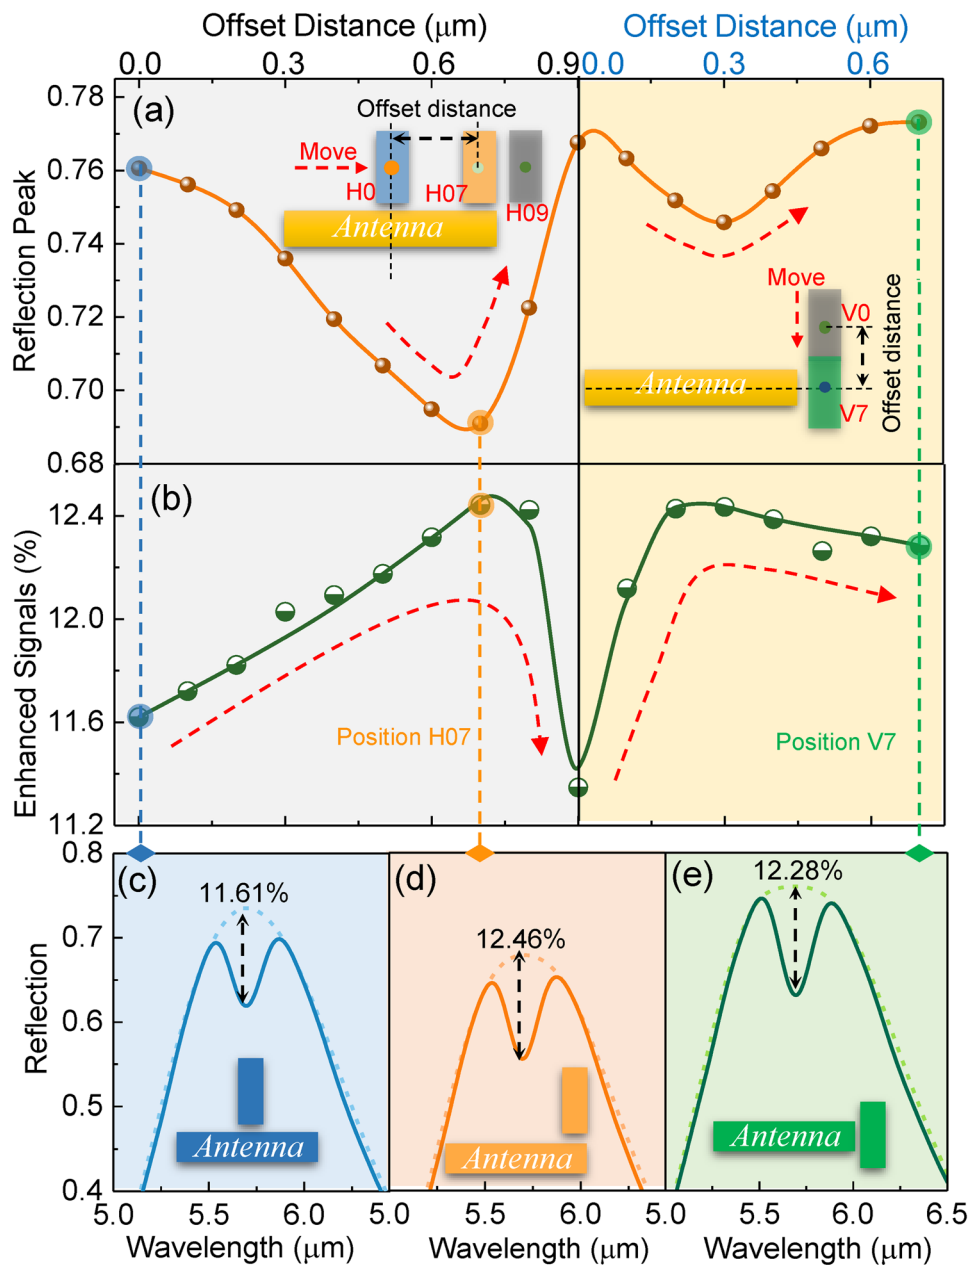 Offset Distance (μm)
Offset Distance (μm)
0.0 0.3 0.6 0.9 0.0 0.3 0.6
Reflection Peak
0.78
0.76
0.74
0.72
0.70
0.68
(a)
Offset distance
Move
H0
H07
H09
Antenna
Move
V0
Offset distance
Antenna
V7
Enhanced Signals (%)
12.4
12.0
11.6
11.2
(b)
Position H07
Position V7
Reflection
0.8
0.7
0.6
0.5
0.4
(c)
11.61%
Antenna
(d)
12.46%
Antenna
(e)
12.28%
Antenna
5.0 5.5 6.0 5.0 5.5 6.0 5.0 5.5 6.0 6.5
Wavelength (μm)
Wavelength (μm)
Wavelength (μm)